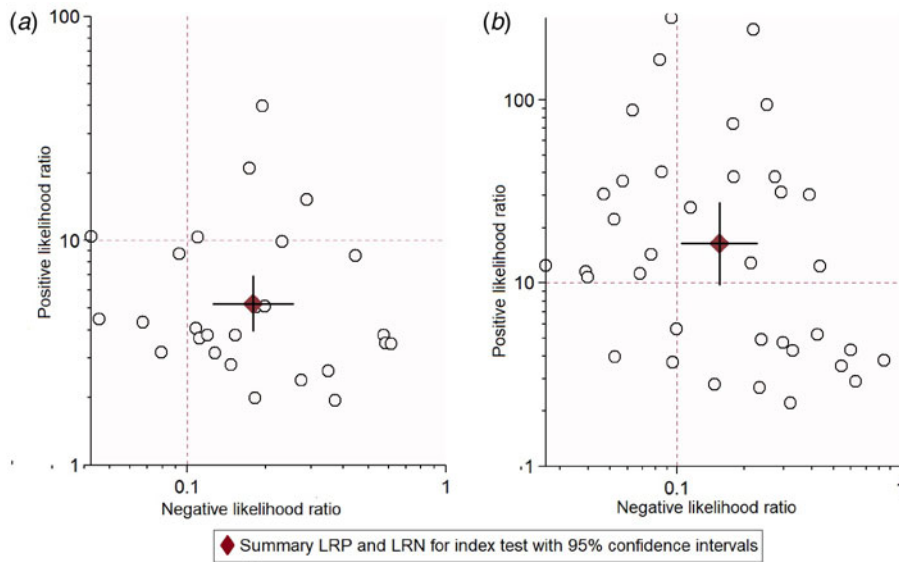 (a)
100
10
1
Positive likelihood ratio
0.1
1
Negative likelihood ratio
(b)
100
10
1
Positive likelihood ratio
0.1
1
Negative likelihood ratio
Summary LRP and LRN for index test with 95% confidence intervals